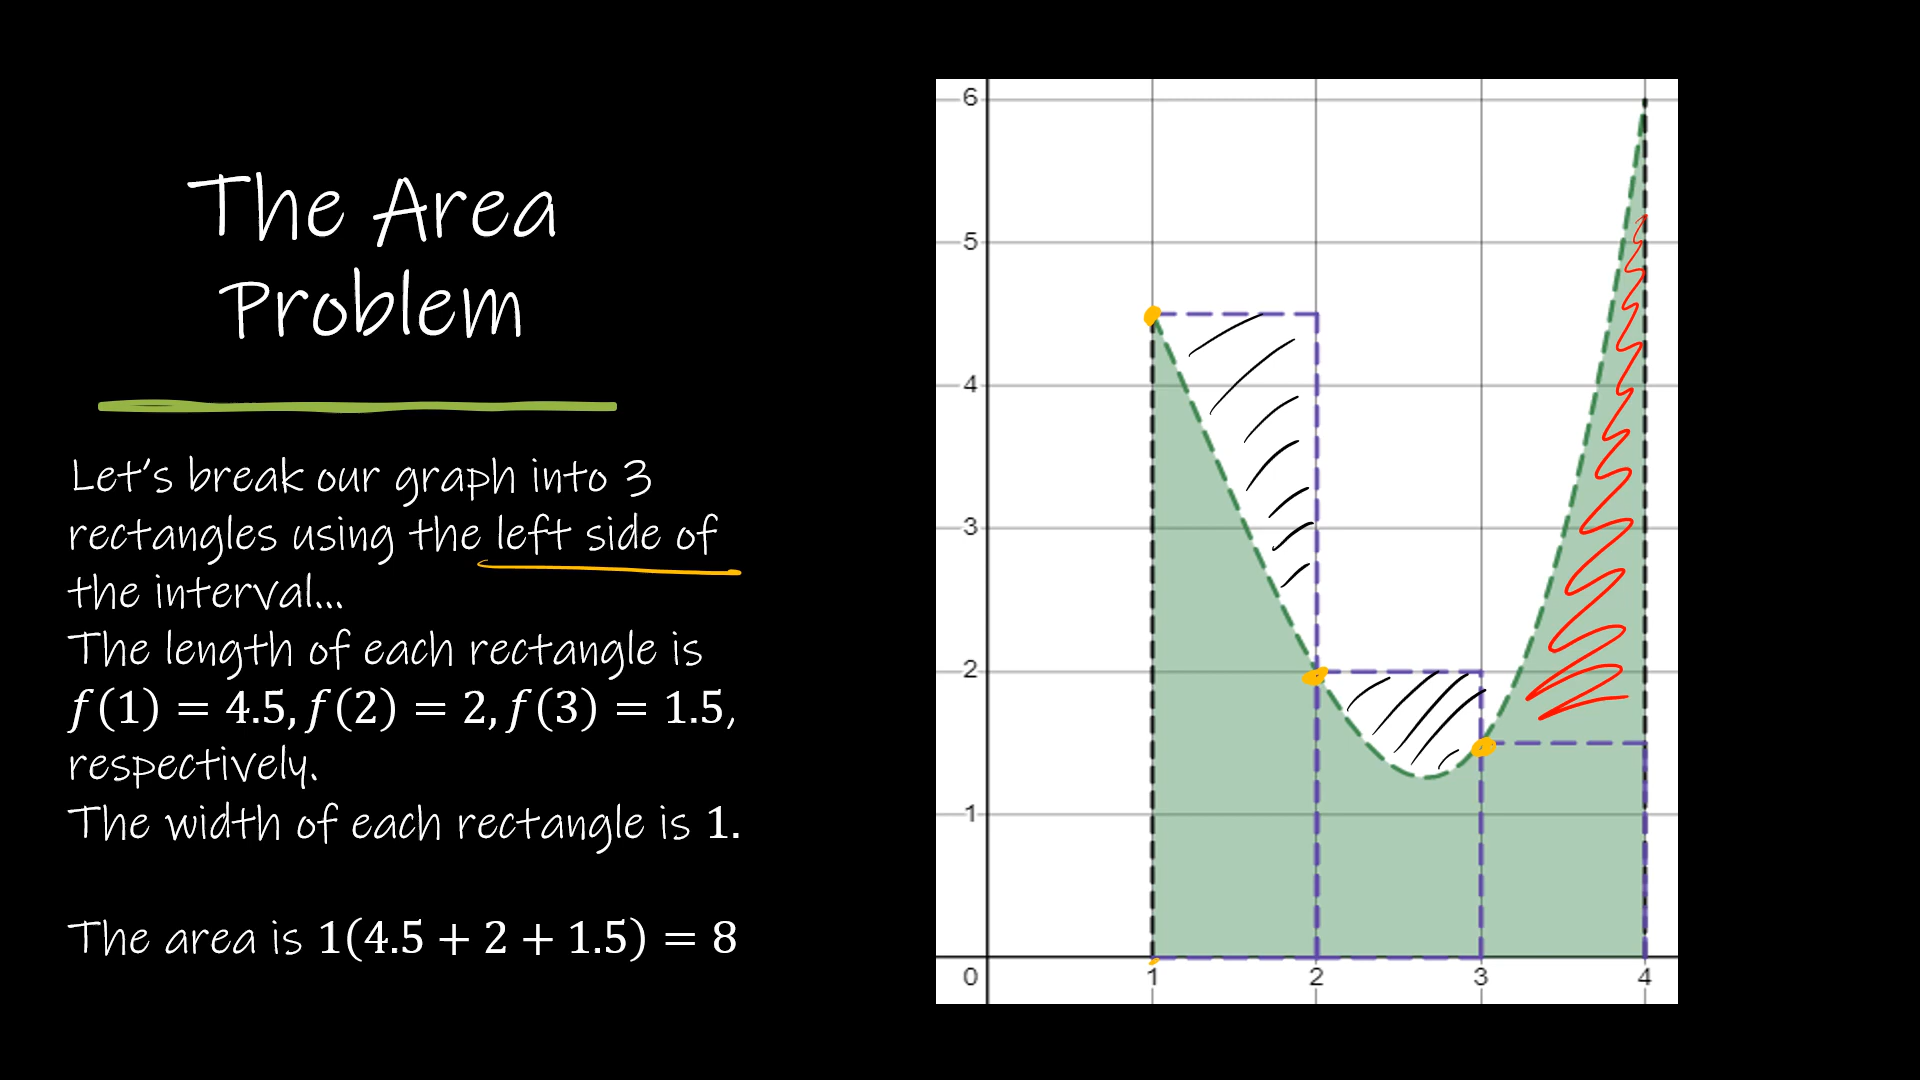 The Area
Problem
Let's break our graph into 3
rectangles using the left side of
the interval...
The length of each rectangle is
f(1) = 4.5, f(2) = 2, f(3) = 1.5,
respectively.
The width of each rectangle is 1.
The area is 1(4.5 + 2 + 1.5) = 8
6
5
4
3
2
1
0 1 2 3 4